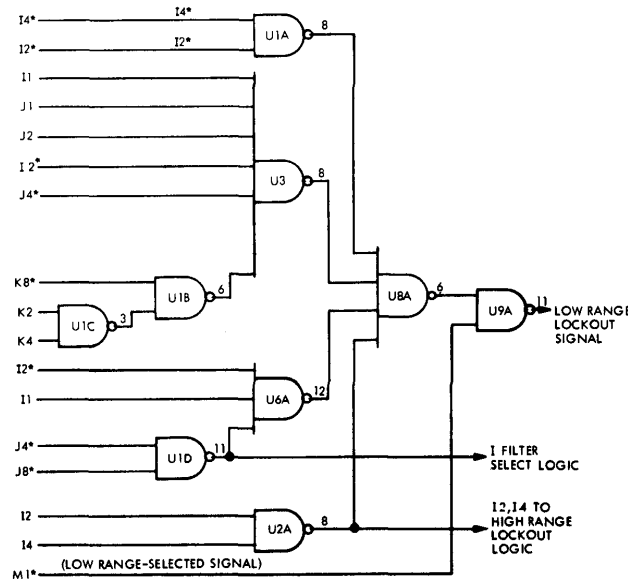 I4* I4* 8
U1A
I2* I2*
I1
J1
J2
I2* 8
U3
J4*
K8*
U1B 6
K2
U1C 3
K4
U8A 6
U9A 11 LOW RANGE
LOCKOUT
SIGNAL
I2*
I1 U6A 12
J4*
U1D 11 I FILTER
SELECT LOGIC
J8*
I2
U2A 8 I2,I4 TO
HIGH RANGE
LOCKOUT
LOGIC
I4
(LOW RANGE-SELECTED SIGNAL)
M1*